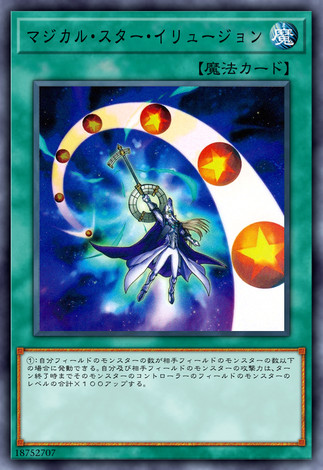 マジカル・スター・イリュージョン
魔
【魔法カード】
①:自分フィールドのモンスターの数が相手フィールドのモンスターの数以下
の場合に発動できる。自分及び相手フィールドのモンスターの攻撃力は、ターン
終了時までそのモンスターのコントローラーのフィールドのモンスターの
レベルの合計×１００アップする。
18752707